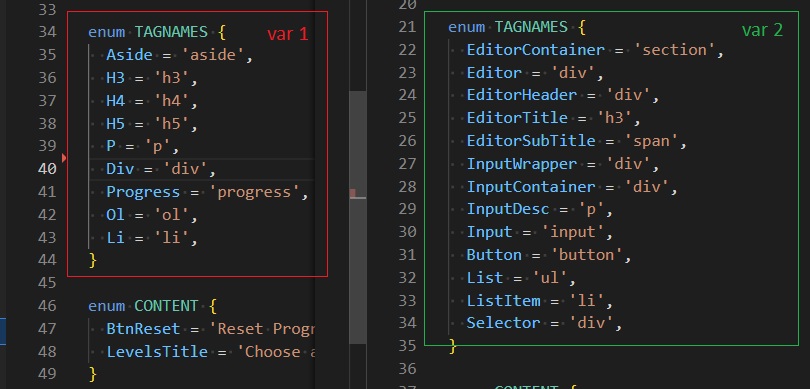 33
34 enum TAGNAMES {
var 1
35 Aside = 'aside',
36 H3 = 'h3',
37 H4 = 'h4',
38 H5 = 'h5',
39 P = 'p',
40 Div = 'div',
41 Progress = 'progress',
42 Ol = 'ol',
43 Li = 'li',
44 }
45
46 enum CONTENT {
47 BtnReset = 'Reset Progr
48 LevelsTitle = 'Choose
49 }
20
21 enum TAGNAMES {
var 2
22 EditorContainer = 'section',
23 Editor = 'div',
24 EditorHeader = 'div',
25 EditorTitle = 'h3',
26 EditorSubTitle = 'span',
27 InputWrapper = 'div',
28 InputContainer = 'div',
29 InputDesc = 'p',
30 Input = 'input',
31 Button = 'button',
32 List = 'ul',
33 ListItem = 'li',
34 Selector = 'div',
35 }
36
37 CONTENT {